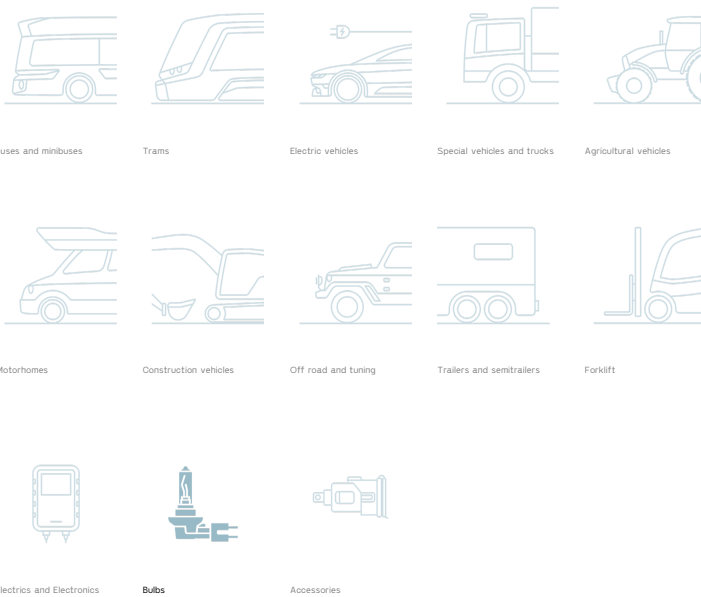 uses and minibuses
Trams
Electric vehicles
Special vehicles and trucks
Agricultural vehicles
Motorhomes
Construction vehicles
Off road and tuning
Trailers and semitrailers
Forklift
lectrics and Electronics
Bulbs
Accessories